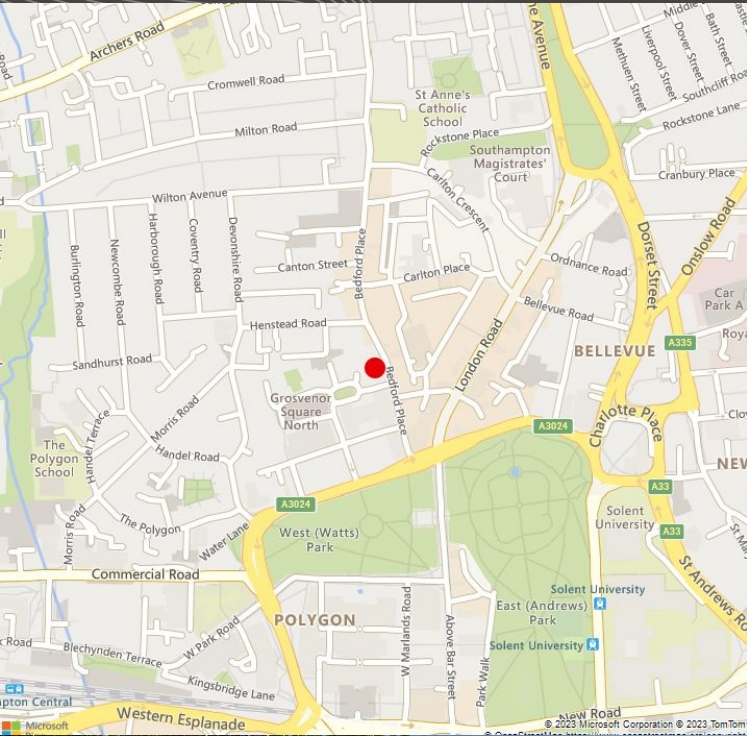 Archers Road
Cromwell Road
Milton Road
Wilton Avenue
St Anne's
Catholic
School
Rockstone Place
Southampton
Magistrates'
Court
Carlton Crescent
Avenue
Methuen Street
Liverpool Street
Dover Street
Bath Street
Middle
Southcliff
Rockstone Lane
Cranbury Place
Onslow Road
Dorset Street
Ordnance Road
Bellevue Road
Car
Park A
BELLEVUE
A335
Burlington Road
Newcombe Road
Harborough Road
Coventry Road
Devonshire Road
Canton Street
Bedford Place
Carlton Place
Henstead Road
London Road
Sandhurst Road
Morris Road
Grosvenor
Square
North
Bedford Place
Handel Terrace
The
Polygon
School
Handel Road
A3024
Charlotte Place
A33
Solent
University
A33
St Andrews
A3024
West (Watts)
Park
The Polygon
Water Lane
Morris Road
Commercial Road
POLYGON
W Park Road
Blechynden Terrace
Kingsbridge Lane
Road
W Marlands Road
Above Bar Street
Park Walk
East (Andrews)
Park
Solent University
Solent University
Central
Western Esplanade
New Road
Microsoft
© 2023 Microsoft Corporation © 2023 TomTom